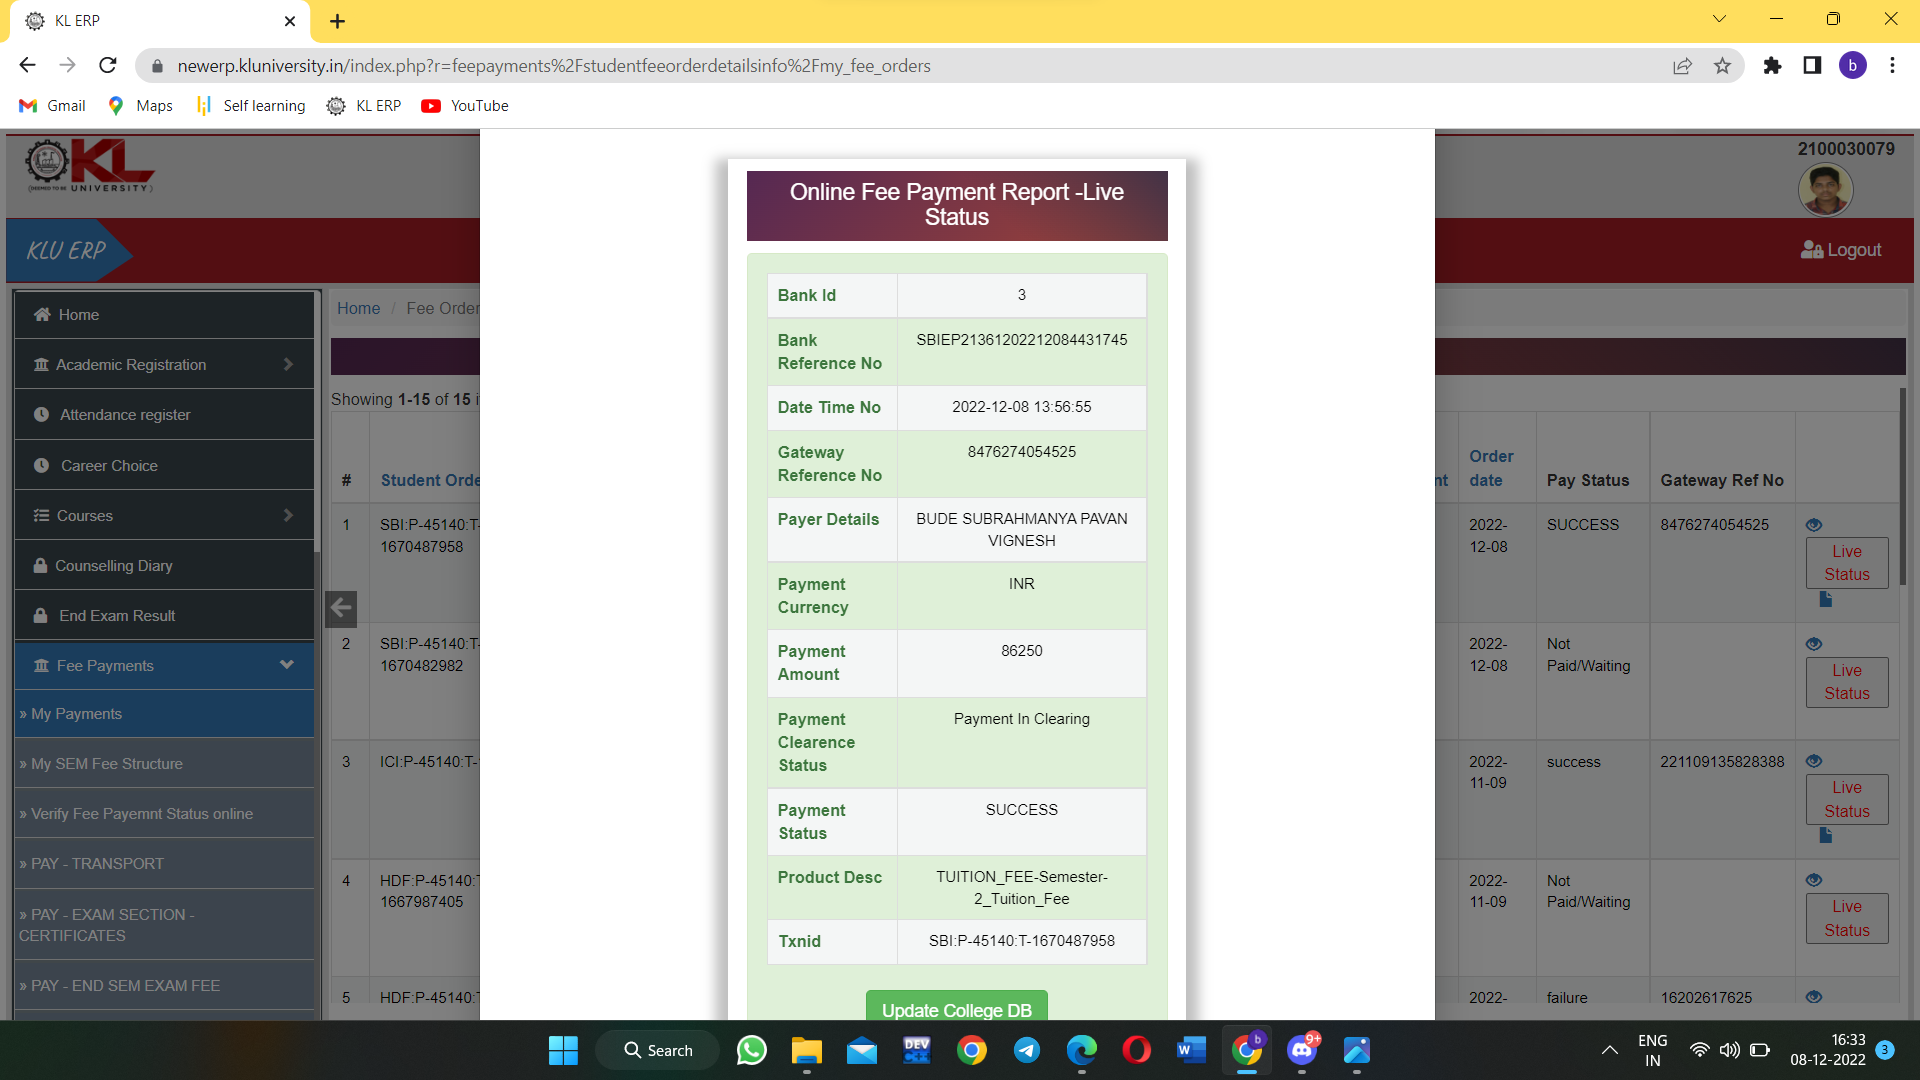 KL ERP
newerp.kluniversity.in/index.php?r=feepayments%2Fstudentfeeorderdetailsinfo%2Fmy_fee_orders
b
Gmail
Maps
Self learning
KL ERP
YouTube
KL
(DEEMED TO BE UNIVERSITY)
2100030079
KLU ERP
Logout
Home
Academic Registration
Attendance register
Career Choice
Courses
Counselling Diary
End Exam Result
Fee Payments
» My Payments
» My SEM Fee Structure
» Verify Fee Payemnt Status online
» PAY - TRANSPORT
» PAY - EXAM SECTION -
CERTIFICATES
» PAY - END SEM EXAM FEE
Home / Fee Order
Showing 1-15 of 15
# Student Orde
1 SBI:P-45140:T-
1670487958
2 SBI:P-45140:T-
1670482982
3 ICI:P-45140:T-
4 HDF:P-45140:T
1667987405
5 HDF:P-45140:T
Online Fee Payment Report -Live
Status
Bank Id 3
Bank
Reference No SBIEP21361202212084431745
Date Time No 2022-12-08 13:56:55
Gateway
Reference No 8476274054525
Payer Details BUDE SUBRAHMANYA PAVAN
VIGNESH
Payment
Currency INR
Payment
Amount 86250
Payment
Clearence
Status Payment In Clearing
Payment
Status SUCCESS
Product Desc TUITION_FEE-Semester-
2_Tuition_Fee
Txnid SBI:P-45140:T-1670487958
Update College DB
nt Order
date Pay Status Gateway Ref No
2022-
12-08 SUCCESS 8476274054525
Live
Status
2022-
12-08 Not
Paid/Waiting
Live
Status
2022-
11-09 success 221109135828388
Live
Status
2022-
11-09 Not
Paid/Waiting
Live
Status
2022- failure 16202617625
Search
DEV
C++
W
b
9+
ENG
IN
16:33
08-12-2022
3